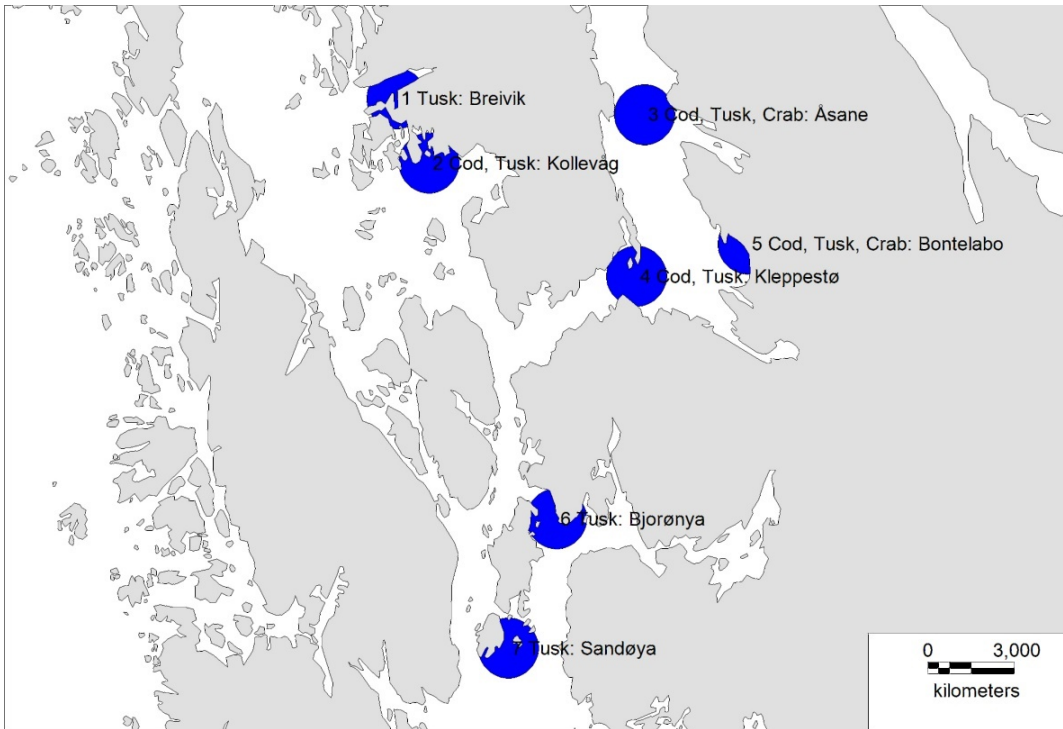 1 Tusk: Breivik
3 Cod, Tusk, Crab: Åsane
2 Cod, Tusk: Kollevåg
5 Cod, Tusk, Crab: Bontelabo
4 Cod, Tusk: Kleppestø
6 Tusk: Bjorønya
7 Tusk: Sandøya
0 3,000
kilometers